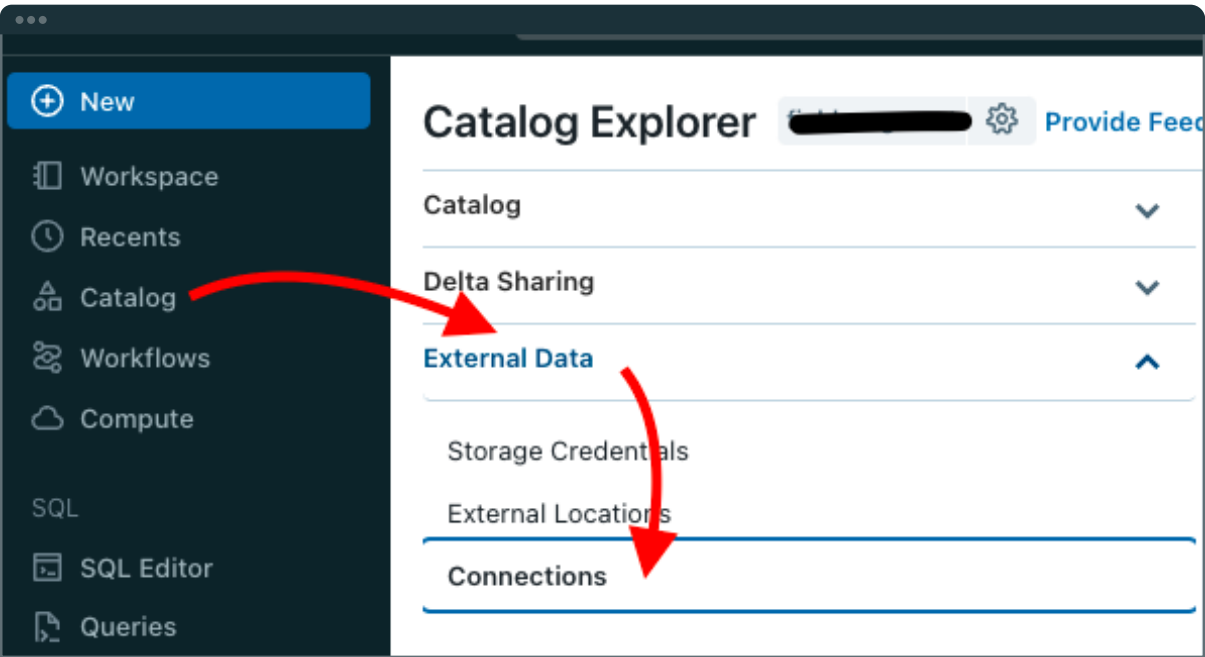 New
Workspace
Recents
Catalog
Workflows
Compute
SQL
SQL Editor
Queries
Catalog Explorer
Provide Feed
Catalog
Delta Sharing
External Data
Storage Credentials
External Locations
Connections